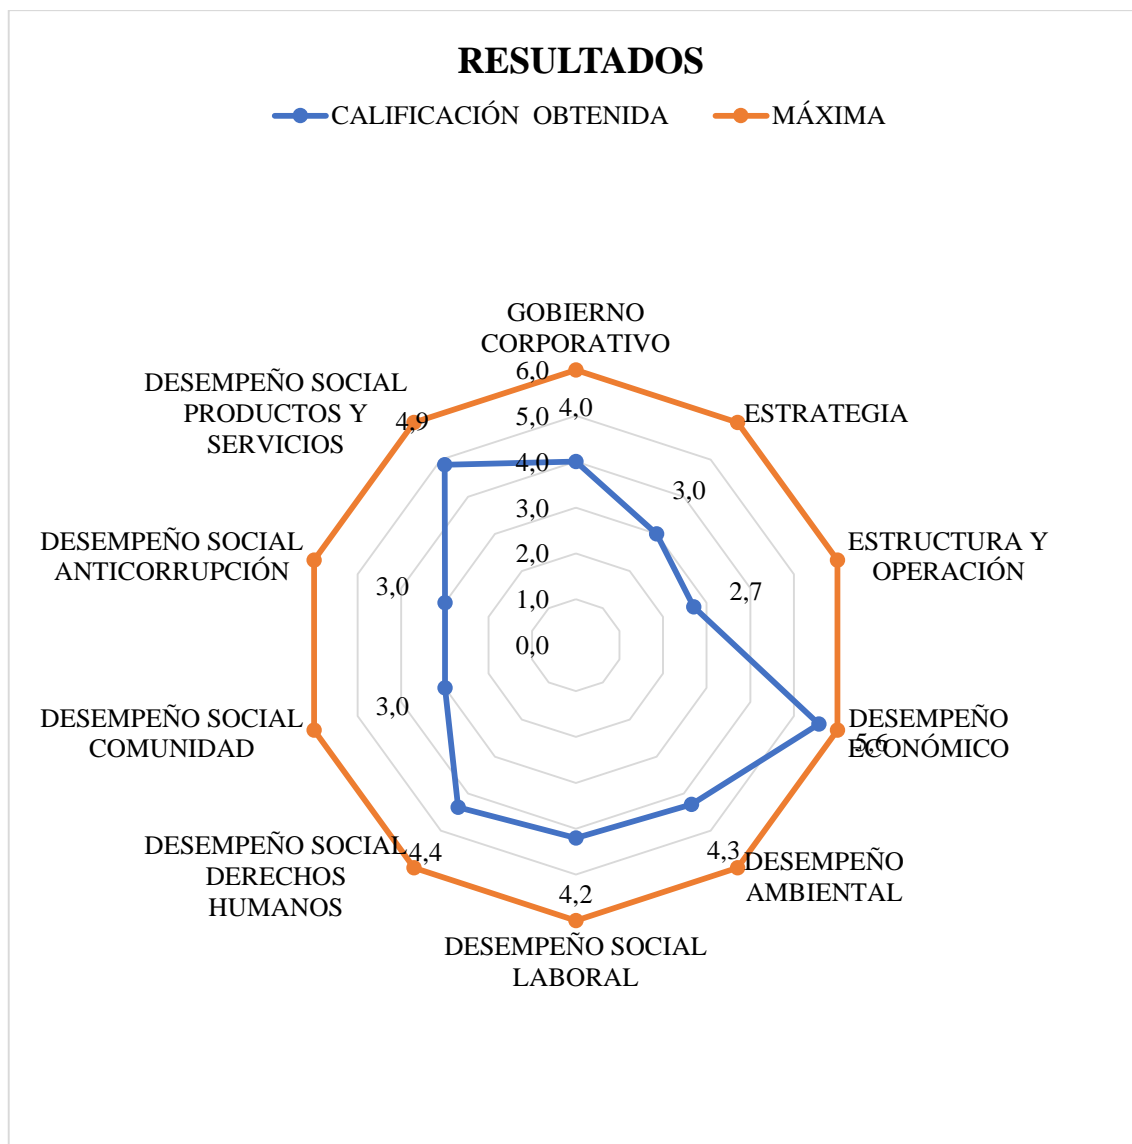 RESULTADOS
CALIFICACIÓN OBTENIDA
MÁXIMA
GOBIERNO
CORPORATIVO
ESTRATEGIA
ESTRUCTURA Y
OPERACIÓN
DESEMPEÑO
ECONÓMICO
DESEMPEÑO
AMBIENTAL
DESEMPEÑO SOCIAL
LABORAL
DESEMPEÑO SOCIAL
DERECHOS
HUMANOS
DESEMPEÑO SOCIAL
COMUNIDAD
DESEMPEÑO SOCIAL
ANTICORRUPCIÓN
DESEMPEÑO SOCIAL
PRODUCTOS Y
SERVICIOS
6,0
5,0
4,0
3,0
2,0
1,0
0,0
4,0
3,0
2,7
5,6
4,3
4,2
4,4
3,0
3,0
4,9